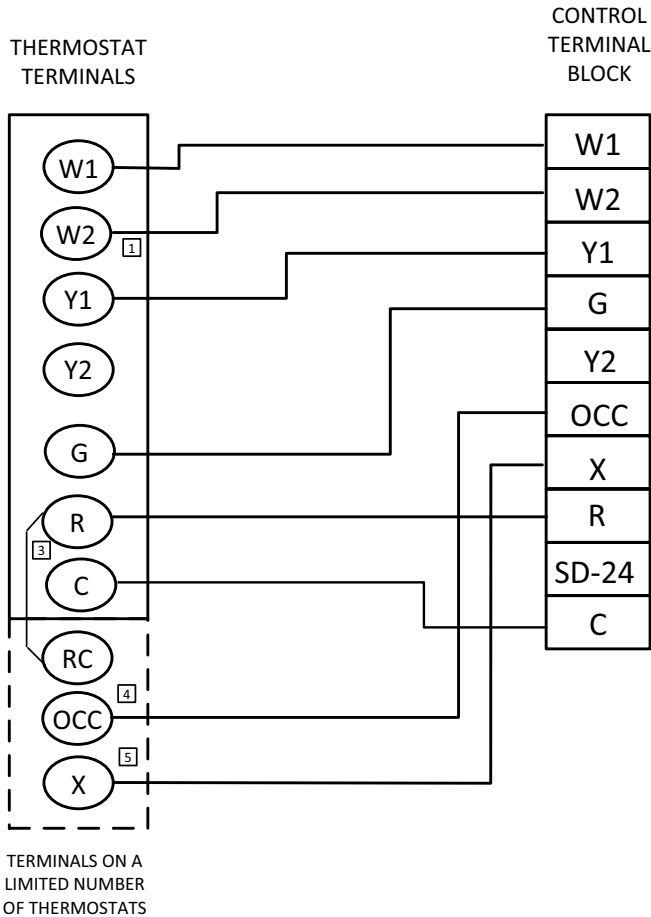 THERMOSTAT
TERMINALS
CONTROL
TERMINAL
BLOCK
W1
W2
1
Y1
Y2
G
R
3
C
RC
4
OCC
5
X
TERMINALS ON A
LIMITED NUMBER
OF THERMOSTATS
W1
W2
Y1
G
Y2
OCC
X
R
SD-24
C